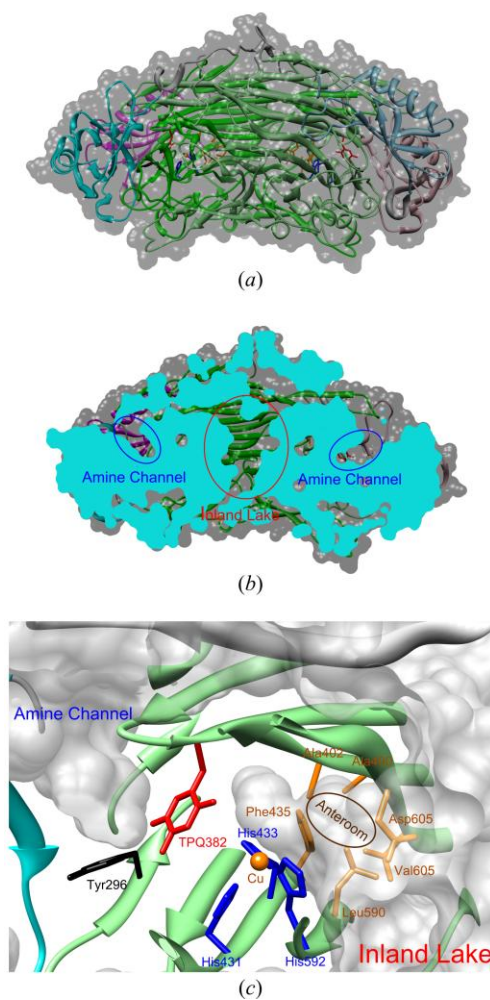 (a)
Amine Channel
Amine Channel
Inland Lake
(b)
Amine Channel
Ala402
Phe435
Anteroom
Asp605
TPQ382
His433
Cu
Val605
Tyr296
Leu590
His431
His592
Inland Lake
(c)